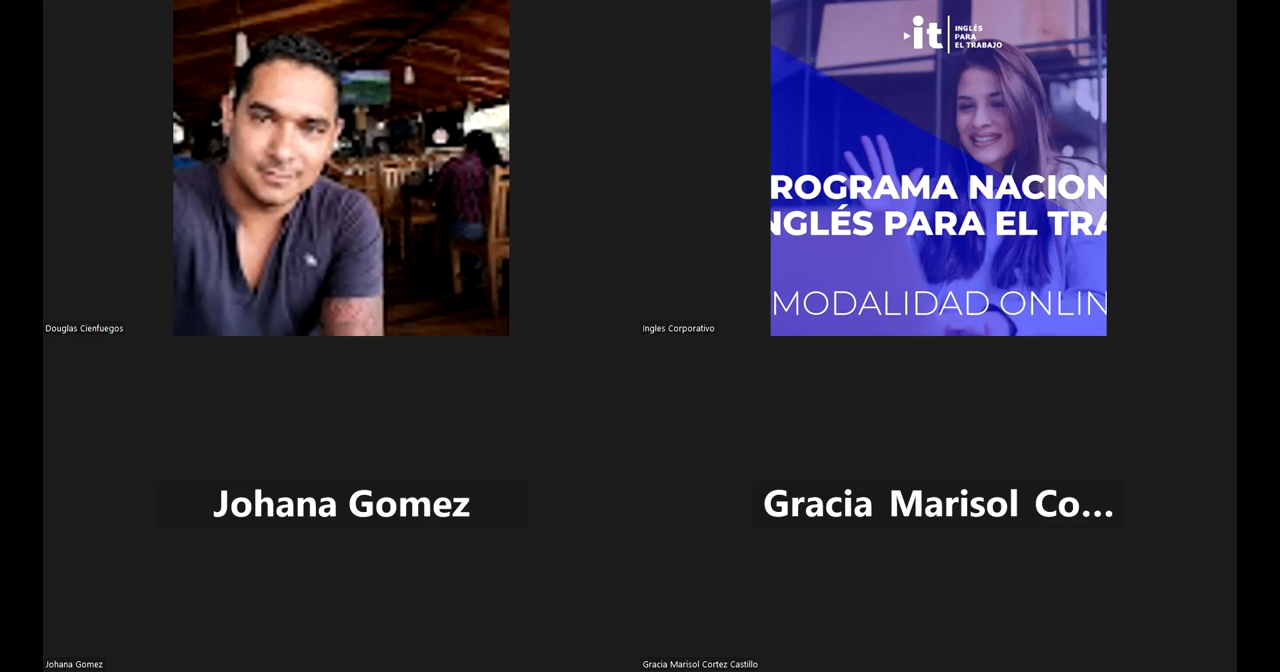 it
INGLÉS
PARA
EL TRABAJO
ROGRAMA NACION
NGLÉS PARA EL TRA
MODALIDAD ONLIN
Douglas Cienfuegos
Ingles Corporativo
Johana Gomez
Gracia Marisol Co...
Johana Gomez
Gracia Marisol Cortez Castillo